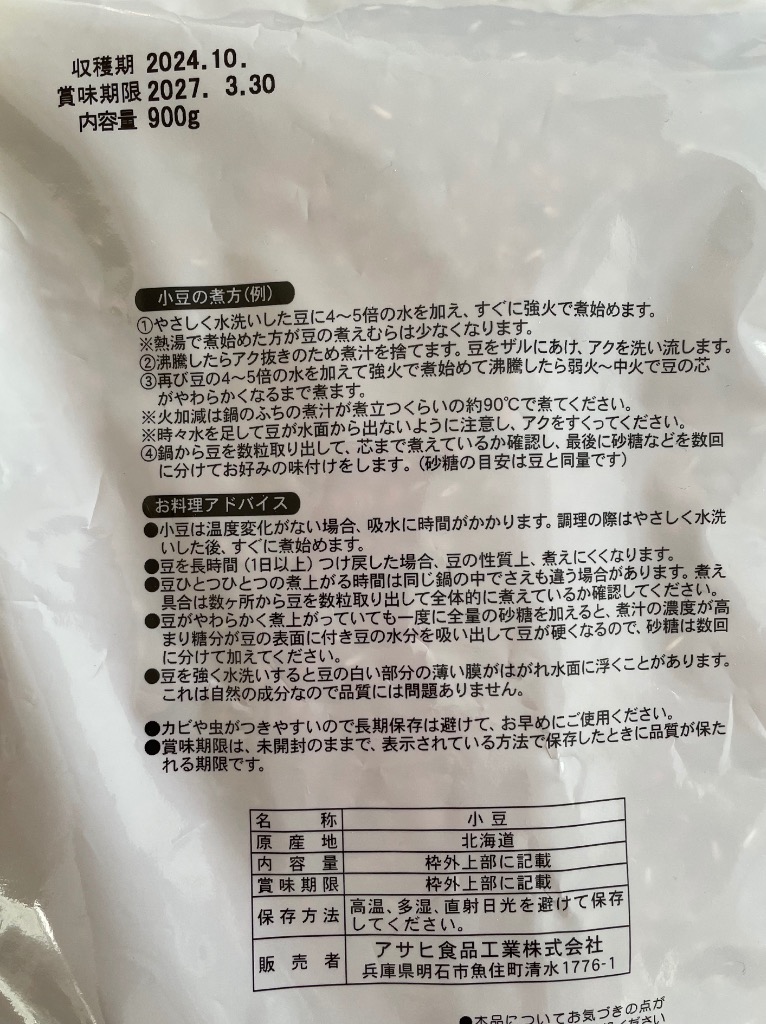 収穫期 2024.10.
賞味期限 2027. 3.30
内容量 900g
小豆の煮方(例)
①やさしく水洗いした豆に4〜5倍の水を加え、すぐに強火で煮始めます。
※熱湯で煮始めた方が豆の煮えむらは少なくなります。
②沸騰したらアク抜きのため煮汁を捨てます。豆をザルにあけ、アクを洗い流します。
③再び豆の4〜5倍の水を加えて強火で煮始めて沸騰したら弱火〜中火で豆の芯
がやわらかくなるまで煮ます。
※火加減は鍋のふちの煮汁が煮立つくらいの約90℃で煮てください。
※時々水を足して豆が水面から出ないように注意し、アクをすくってください。
④鍋から豆を数粒取り出して、芯まで煮えているか確認し、最後に砂糖などを数回
に分けてお好みの味付けをします。(砂糖の目安は豆と同量です)
お料理アドバイス
●小豆は温度変化がない場合、吸水に時間がかかります。調理の際はやさしく水洗
いした後、すぐに煮始めます。
●豆を長時間(1日以上)つけ戻した場合、豆の性質上、煮えにくくなります。
●豆ひとつひとつの煮上がる時間は同じ鍋の中でさえも違う場合があります。煮え
具合は数ヶ所から豆を数粒取り出して全体的に煮えているか確認してください。
●豆がやわらかく煮上がっていても一度に全量の砂糖を加えると、煮汁の濃度が高
まり糖分が豆の表面に付き豆の水分を吸い出して豆が硬くなるので、砂糖は数回
に分けて加えてください。
●豆を強く水洗いすると豆の白い部分の薄い膜がはがれ水面に浮くことがあります。
これは自然の成分なので品質には問題ありません。
●カビや虫がつきやすいので長期保存は避けて、お早めにご使用ください。
●賞味期限は、未開封のままで、表示されている方法で保存したときに品質が保た
れる期限です。
名称 小豆
原産地 北海道
内容量 枠外上部に記載
賞味期限 枠外上部に記載
保存方法 高温、多湿、直射日光を避けて保存
してください。
販売者 アサヒ食品工業株式会社
兵庫県明石市魚住町清水1776-1
●本品についてお気づきの点が